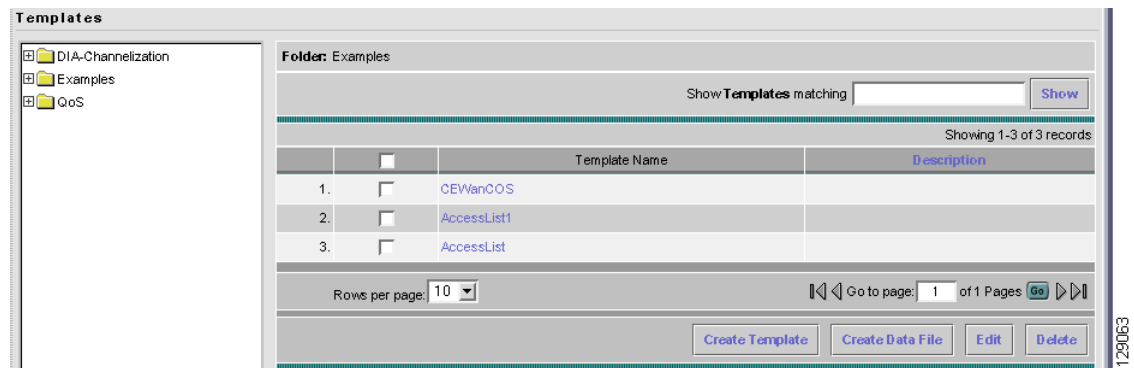 Templates
DIA-Channelization
Examples
QoS
Folder: Examples
Show Templates matching Show
Showing 1-3 of 3 records
Template Name Description
1. CEWanCOS
2. AccessList1
3. AccessList
Rows per page: 10 Go to page: 1 of 1 Pages Go
Create Template Create Data File Edit Delete
129063